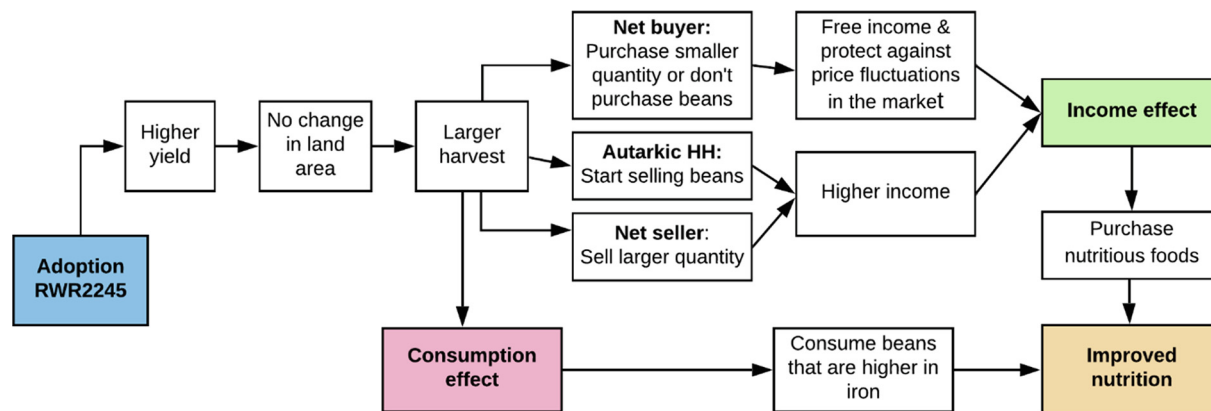 Adoption
RWR2245
Higher
yield
No change
in land
area
Larger
harvest
Net buyer:
Purchase smaller
quantity or don't
purchase beans
Free income &
protect against
price fluctuations
in the market
Autarkic HH:
Start selling beans
Net seller:
Sell larger quantity
Higher income
Income effect
Purchase
nutritious foods
Consumption
effect
Consume beans
that are higher in
iron
Improved
nutrition